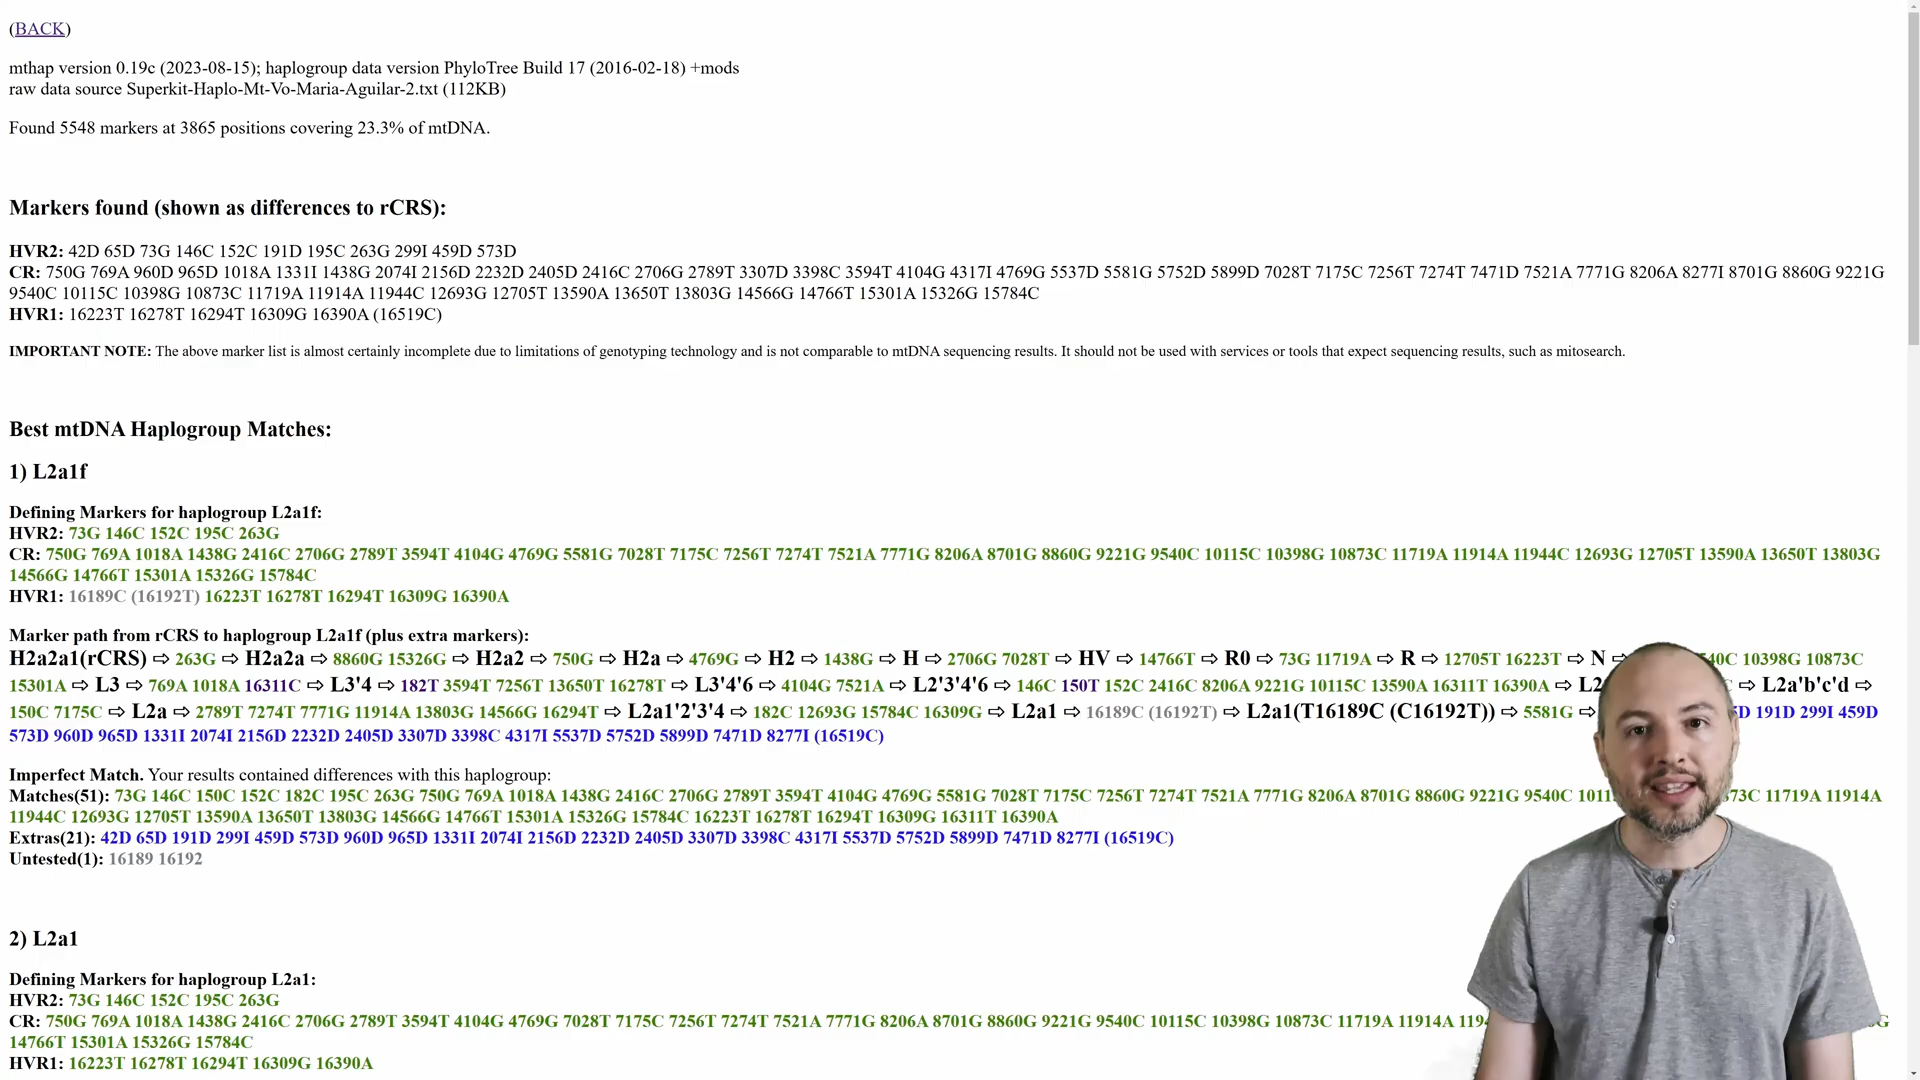 (BACK)
mthap version 0.19c (2023-08-15); haplogroup data version PhyloTree Build 17 (2016-02-18) +mods
raw data source Superkit-Haplo-Mt-Vo-Maria-Aguilar-2.txt (112KB)
Found 5548 markers at 3865 positions covering 23.3% of mtDNA.
Markers found (shown as differences to rCRS):
HVR2: 42D 65D 73G 146C 152C 191D 195C 263G 299I 459D 573D
CR: 750G 769A 960D 965D 1018A 1331I 1438G 2074I 2156D 2232D 2405D 2416C 2706G 2789T 3307D 3398C 3594T 4104G 4317I 4769G 5537D 5581G 5752D 5899D 7028T 7175C 7256T 7274T 7471D 7521A 7771G 8206A 8277I 8701G 8860G 9221G
9540C 10115C 10398G 10873C 11719A 11914A 11944C 12693G 12705T 13590A 13650T 13803G 14566G 14766T 15301A 15326G 15784C
HVR1: 16223T 16278T 16294T 16309G 16390A (16519C)
IMPORTANT NOTE: The above marker list is almost certainly incomplete due to limitations of genotyping technology and is not comparable to mtDNA sequencing results. It should not be used with services or tools that expect sequencing results, such as mitosearch.
Best mtDNA Haplogroup Matches:
1) L2a1f
Defining Markers for haplogroup L2a1f:
HVR2: 73G 146C 152C 195C 263G
CR: 750G 769A 1018A 1438G 2416C 2706G 2789T 3594T 4104G 4769G 5581G 7028T 7175C 7256T 7274T 7521A 7771G 8206A 8701G 8860G 9221G 9540C 10115C 10398G 10873C 11719A 11914A 11944C 12693G 12705T 13590A 13650T 13803G
14566G 14766T 15301A 15326G 15784C
HVR1: 16189C (16192T) 16223T 16278T 16294T 16309G 16390A
Marker path from rCRS to haplogroup L2a1f (plus extra markers):
H2a2a1(rCRS) ⇨ 263G ⇨ H2a2a ⇨ 8860G 15326G ⇨ H2a2 ⇨ 750G ⇨ H2a ⇨ 4769G ⇨ H2 ⇨ 1438G ⇨ H ⇨ 2706G 7028T ⇨ HV ⇨ 14766T ⇨ R0 ⇨ 73G 11719A ⇨ R ⇨ 12705T 16223T ⇨ N ⇨ 10398G 10873C
15301A ⇨ L3 ⇨ 769A 1018A 16311C ⇨ L3'4 ⇨ 182T 3594T 7256T 13650T 16278T ⇨ L3'4'6 ⇨ 4104G 7521A ⇨ L2'3'4'6 ⇨ 146C 150T 152C 2416C 8206A 9221G 10115C 13590A 16311T 16390A ⇨ ⇨ L2a'b'c'd ⇨
150C 7175C ⇨ L2a ⇨ 2789T 7274T 7771G 11914A 13803G 14566G 16294T ⇨ L2a1'2'3'4 ⇨ 182C 12693G 15784C 16309G ⇨ L2a1 ⇨ 16189C (16192T) ⇨ L2a1(T16189C (C16192T)) ⇨ 5581G ⇨ 191D 299I 459D
573D 960D 965D 1331I 2074I 2156D 2232D 2405D 3307D 3398C 4317I 5537D 5752D 5899D 7471D 8277I (16519C)
Imperfect Match. Your results contained differences with this haplogroup:
Matches(51): 73G 146C 150C 152C 182C 195C 263G 750G 769A 1018A 1438G 2416C 2706G 2789T 3594T 4104G 4769G 5581G 7028T 7175C 7256T 7274T 7521A 7771G 8206A 8701G 8860G 9221G 9540C 11719A 11914A
11944C 12693G 12705T 13590A 13650T 13803G 14566G 14766T 15301A 15326G 15784C 16223T 16278T 16294T 16309G 16311T 16390A
Extras(21): 42D 65D 191D 299I 459D 573D 960D 965D 1331I 2074I 2156D 2232D 2405D 3307D 3398C 4317I 5537D 5752D 5899D 7471D 8277I (16519C)
Untested(1): 16189 16192
2) L2a1
Defining Markers for haplogroup L2a1:
HVR2: 73G 146C 152C 195C 263G
CR: 750G 769A 1018A 1438G 2416C 2706G 2789T 3594T 4104G 4769G 7028T 7175C 7256T 7274T 7521A 7771G 8206A 8701G 8860G 9221G 9540C 10115C 10398G 10873C 11719A 11914A
14766T 15301A 15326G 15784C
HVR1: 16223T 16278T 16294T 16309G 16390A